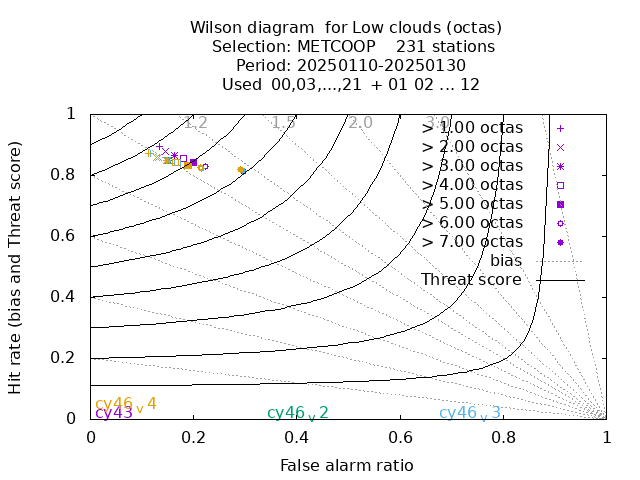 Wilson diagram  for Low clouds (octas)
Selection: METCOOP    231 stations
Period: 20250110-20250130
Used  00,03,...,21  + 01 02 ... 12
Hit rate (bias and Threat score)
1
0.8
0.6
0.4
0.2
0
1.2 1.5 2.0 3.0
> 1.00 octas
> 2.00 octas
> 3.00 octas
> 4.00 octas
> 5.00 octas
> 6.00 octas
> 7.00 octas
bias
Threat score
cy46_v4
cy43 cy46_v2 cy46_v3
0 0.2 0.4 0.6 0.8 1
False alarm ratio